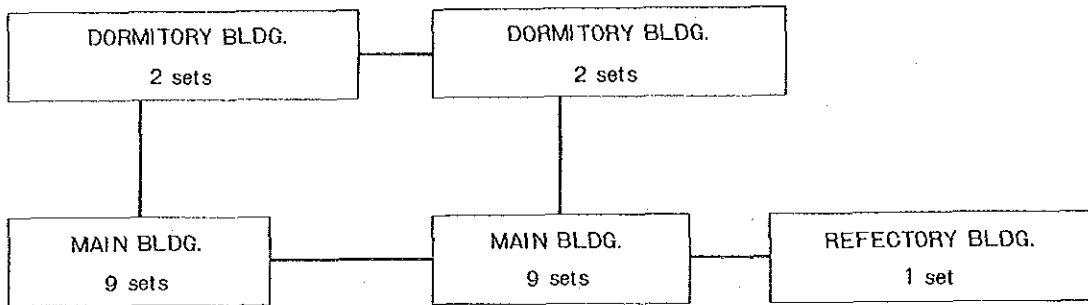 DORMITORY BLDG.
2 sets
DORMITORY BLDG.
2 sets
MAIN BLDG.
9 sets
MAIN BLDG.
9 sets
REFECTORY BLDG.
1 set